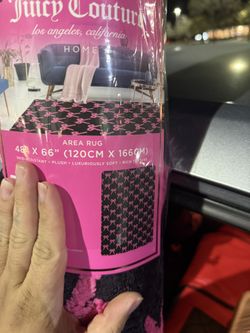 Juicy Couture
los angeles, california
HOME
AREA RUG
48" X 66" (120CM X 166CM)
• PLUSH • LUXURIOUSLY SOFT •